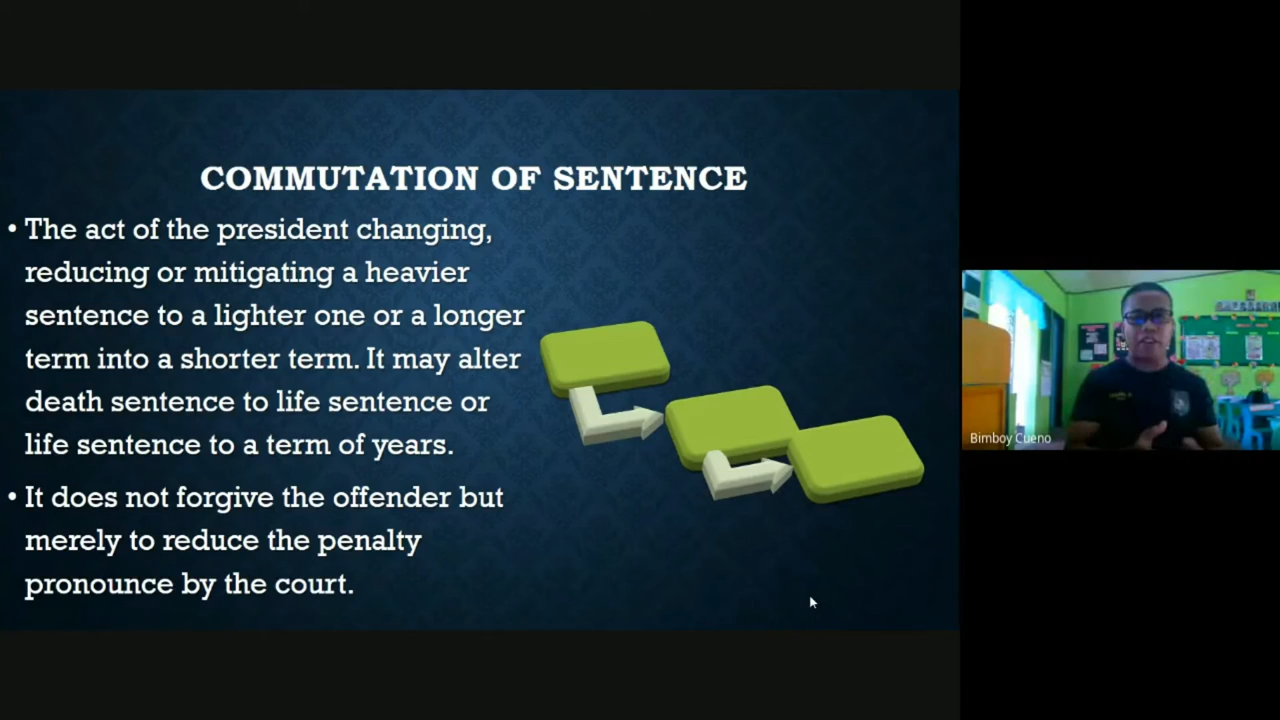 COMMUTATION OF SENTENCE
• The act of the president changing,
reducing or mitigating a heavier
sentence to a lighter one or a longer
term into a shorter term. It may alter
death sentence to life sentence or
life sentence to a term of years.
• It does not forgive the offender but
merely to reduce the penalty
pronounce by the court.
Bimboy Cueno